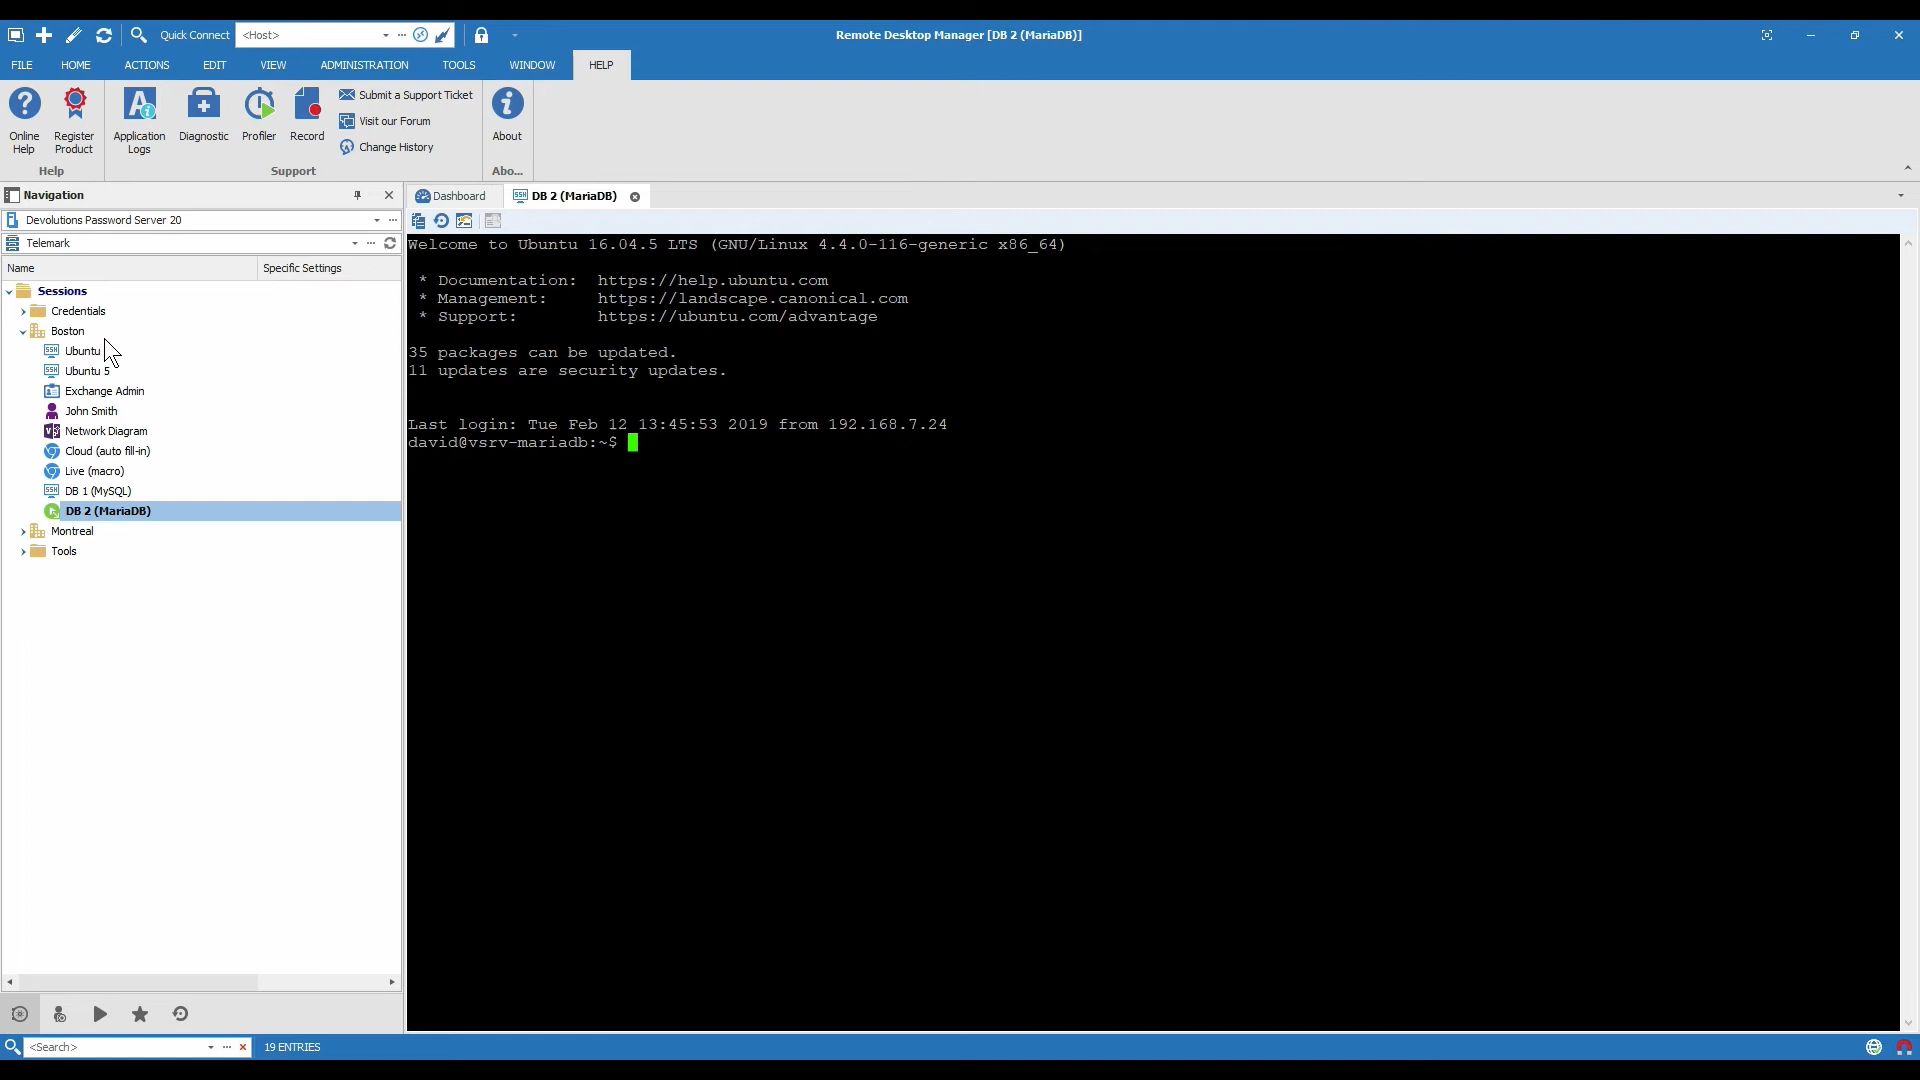 Quick Connect <Host> Remote Desktop Manager [DB 2 (MariaDB)]
FILE HOME ACTIONS EDIT VIEW ADMINISTRATION TOOLS WINDOW HELP
Online Help
Register Product
Application Logs
Diagnostic
Profiler
Record
Submit a Support Ticket
Visit our Forum
Change History
About
Help Support Abo...
Navigation
Devolutions Password Server 20
Telemark
Name Specific Settings
Sessions
Credentials
Boston
Ubuntu
Ubuntu 5
Exchange Admin
John Smith
Network Diagram
Cloud (auto fill-in)
Live (macro)
DB 1 (MySQL)
DB 2 (MariaDB)
Montreal
Tools
Dashboard DB 2 (MariaDB)
Welcome to Ubuntu 16.04.5 LTS (GNU/Linux 4.4.0-116-generic x86_64)
* Documentation: https://help.ubuntu.com
* Management: https://landscape.canonical.com
* Support: https://ubuntu.com/advantage
35 packages can be updated.
11 updates are security updates.
Last login: Tue Feb 12 13:45:53 2019 from 192.168.7.24
david@vsrv-mariadb:~$
<Search> 19 ENTRIES